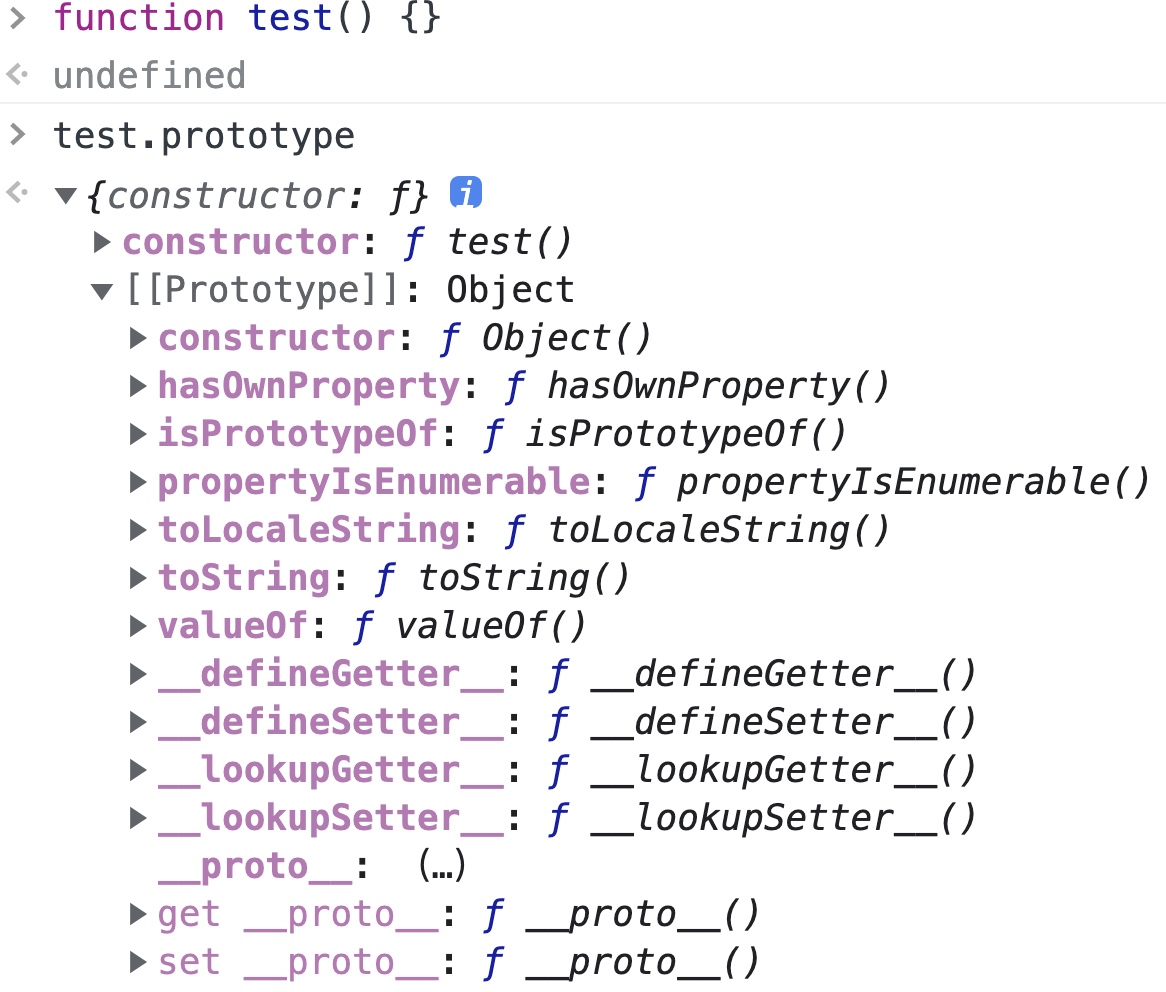 > function test() {}
undefined
> test.prototype
▼ {constructor: ƒ} i
▶ constructor: ƒ test()
▼ [[Prototype]]: Object
▶ constructor: ƒ Object()
▶ hasOwnProperty: ƒ hasOwnProperty()
▶ isPrototypeOf: ƒ isPrototypeOf()
▶ propertyIsEnumerable: ƒ propertyIsEnumerable()
▶ toLocaleString: ƒ toLocaleString()
▶ toString: ƒ toString()
▶ valueOf: ƒ valueOf()
▶ __defineGetter__: ƒ __defineGetter__()
▶ __defineSetter__: ƒ __defineSetter__()
▶ __lookupGetter__: ƒ __lookupGetter__()
▶ __lookupSetter__: ƒ __lookupSetter__()
__proto__: (…)
▶ get __proto__: ƒ __proto__()
▶ set __proto__: ƒ __proto__()